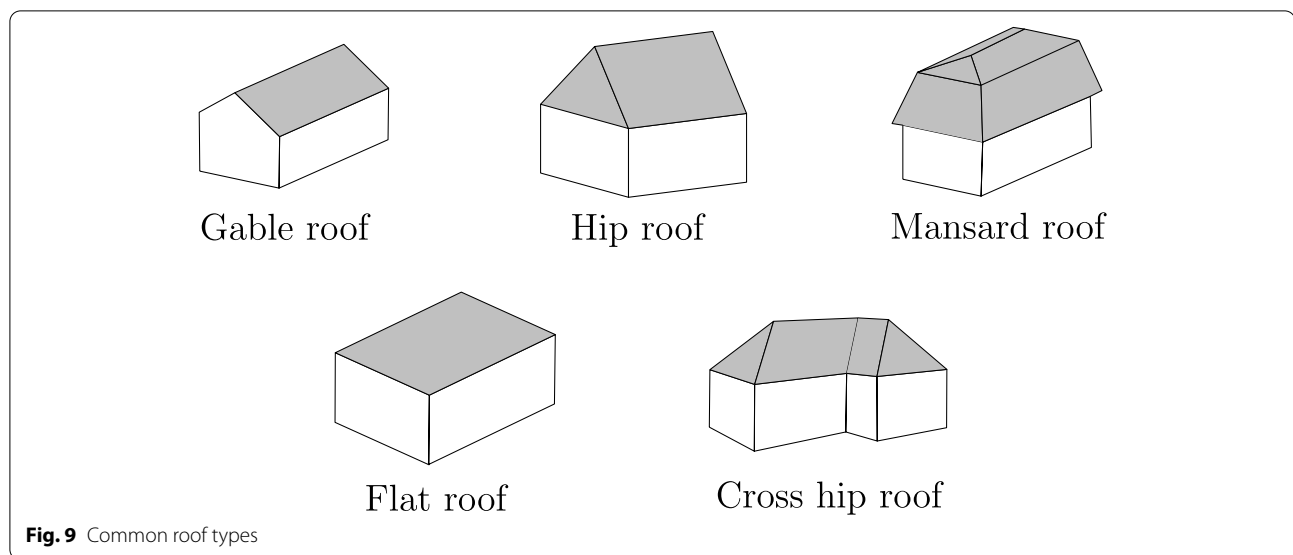 Gable roof
Hip roof
Mansard roof
Flat roof
Cross hip roof
Fig. 9 Common roof types